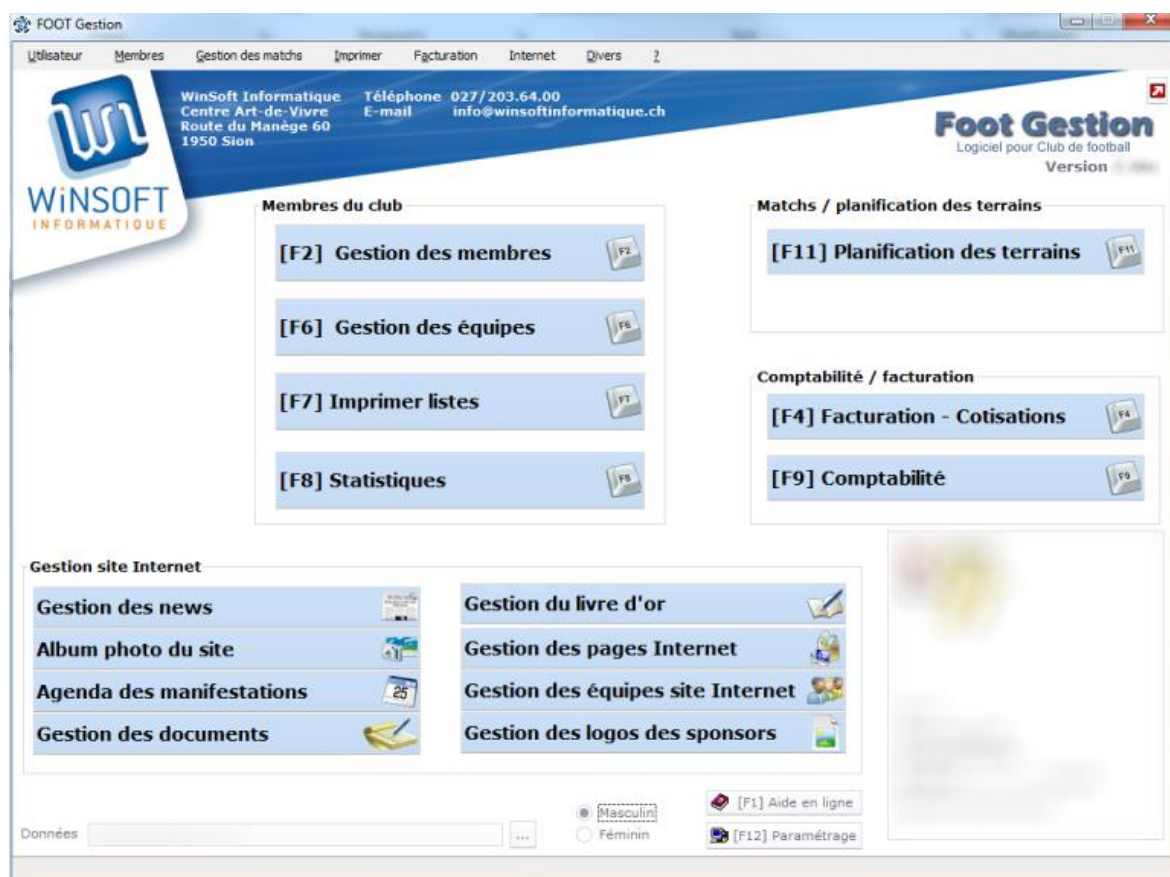 FOOT Gestion
Utilisateur Membres Gestion des matchs Imprimer Facturation Internet Divers ?
WinSoft Informatique Téléphone 027/203.64.00
Centre Art-de-Vivre E-mail info@winsoftinformatique.ch
Route du Manège 60
1950 Sion
WiNSOFT
INFORMATIQUE
Foot Gestion
Logiciel pour Club de football
Version
Membres du club
[F2] Gestion des membres F2
[F6] Gestion des équipes F6
[F7] Imprimer listes F7
[F8] Statistiques F8
Matchs / planification des terrains
[F11] Planification des terrains F11
Comptabilité / facturation
[F4] Facturation - Cotisations F4
[F9] Comptabilité F9
Gestion site Internet
Gestion des news
Album photo du site
Agenda des manifestations 25
Gestion des documents
Gestion du livre d'or
Gestion des pages Internet
Gestion des équipes site Internet
Gestion des logos des sponsors
Données ...
Masculin
Féminin
[F1] Aide en ligne
[F12] Paramétrage